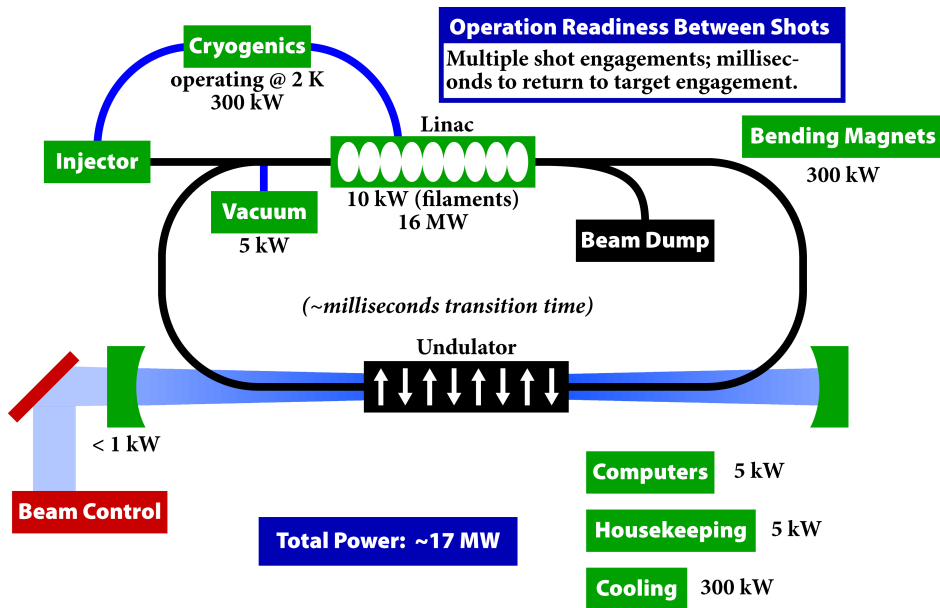 Operation Readiness Between Shots
Multiple shot engagements; millisec-
onds to return to target engagement.
Cryogenics
operating @ 2 K
300 kW
Linac
Bending Magnets
300 kW
Injector
10 kW (filaments)
16 MW
Vacuum
5 kW
Beam Dump
(~milliseconds transition time)
Undulator
< 1 kW
Beam Control
Computers
5 kW
Housekeeping
5 kW
Cooling
300 kW
Total Power: ~17 MW